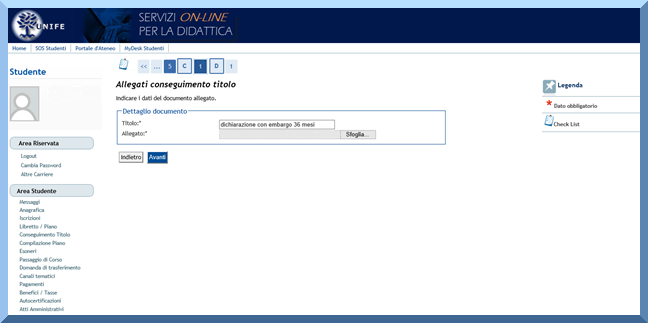 UNIFE
SERVIZI ON-LINE
PER LA DIDATTICA
Home SOS Studenti Portale d'Ateneo MyDesk Studenti
Studente
<< ... 5 C 1 D 1
Allegati conseguimento titolo
Indicare i dati del documento allegato.
Dettaglio documento
Titolo:* dichiarazione con embargo 36 mesi
Allegato:* Sfoglia...
Indietro Avanti
Legenda
* Dato obbligatorio
Check List
Area Riservata
Logout
Cambia Password
Altre Carriere
Area Studente
Messaggi
Anagrafica
Iscrizioni
Libretto / Piano
Conseguimento Titolo
Compilazione Piano
Esoneri
Passaggio di Corso
Domanda di trasferimento
Canali tematici
Pagamenti
Benefici / Tasse
Autocertificazioni
Atti Amministrativi